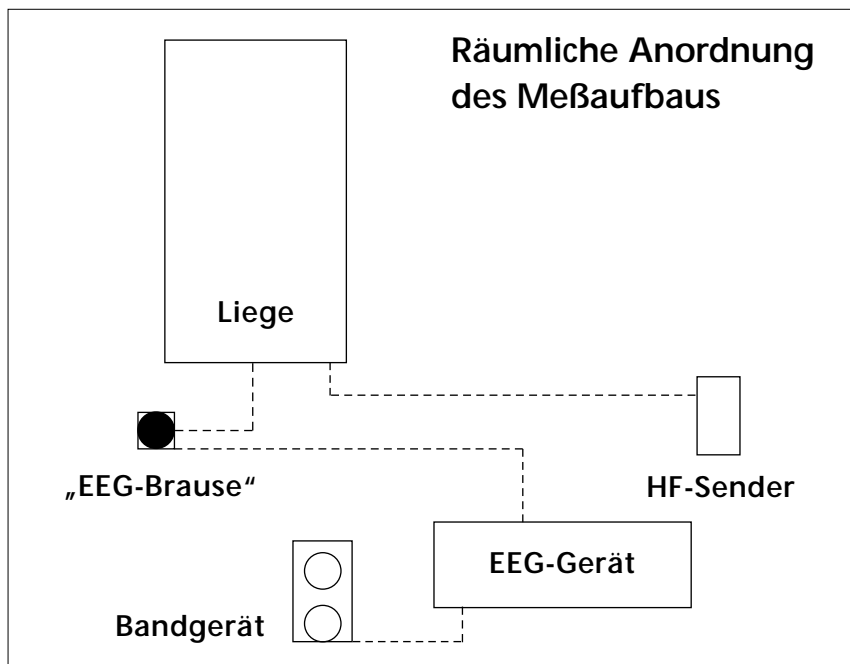 Räumliche Anordnung
des Meßaufbaus
Liege
„EEG-Brause“
HF-Sender
EEG-Gerät
Bandgerät